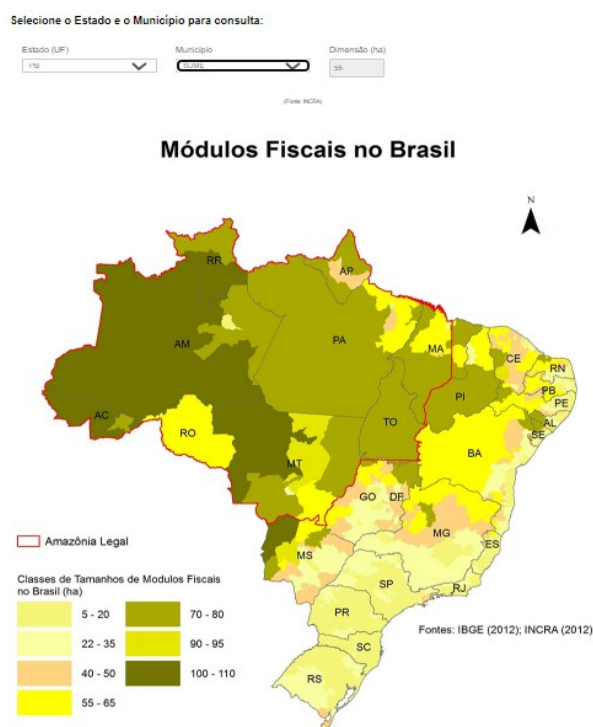 Selecione o Estado e o Município para consulta:
Estado (UF) Município Dimensão (ha)
PB SUMÉ 55
(Fonte: INCRA)
Módulos Fiscais no Brasil
N
RR
AP
AM
PA
MA
CE
RN
PB
PE
AL
SE
PI
AC
TO
RO
BA
MT
GO
DF
MG
ES
MS
SP
RJ
PR
SC
RS
Amazônia Legal
Classes de Tamanhos de Modulos Fiscais
no Brasil (ha)
5 - 20 70 - 80
22 - 35 90 - 95
40 - 50 100 - 110
55 - 65
Fontes: IBGE (2012); INCRA (2012)